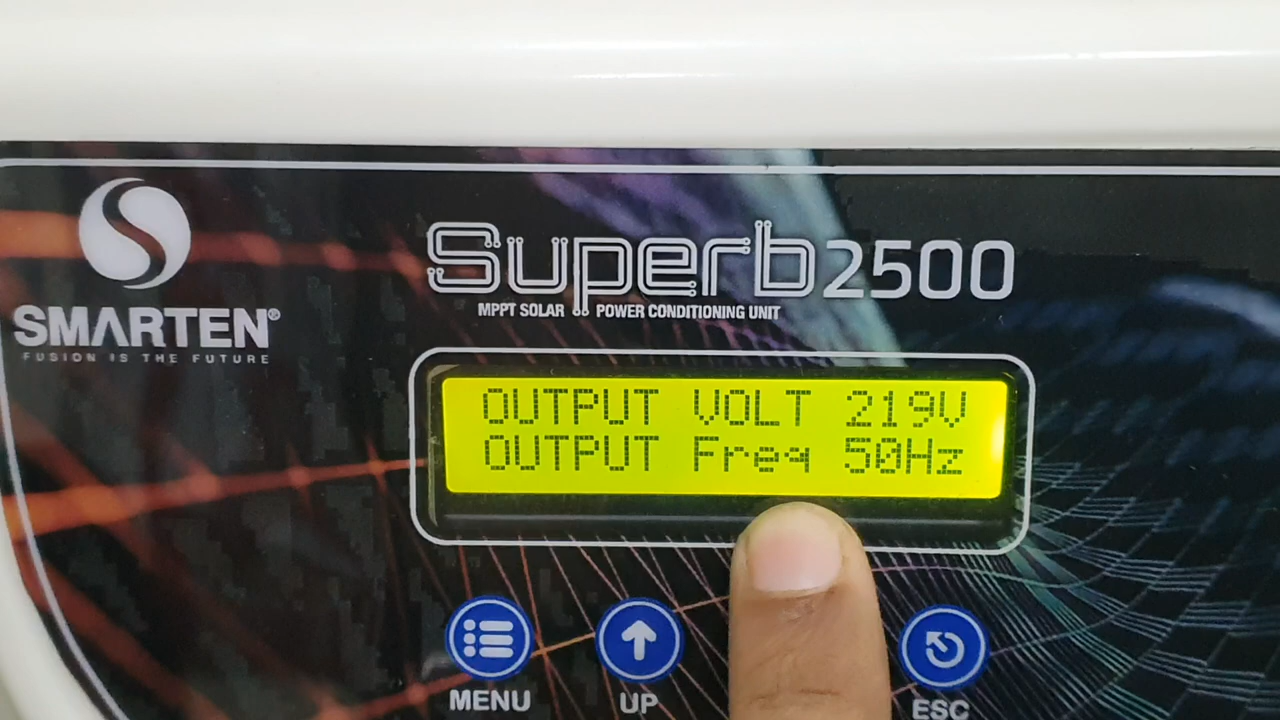 Superb2500
MPPT SOLAR POWER CONDITIONING UNIT
SMARTEN®
FUSION IS THE FUTURE
OUTPUT VOLT 219V
OUTPUT Freq 50Hz
MENU
UP
ESC